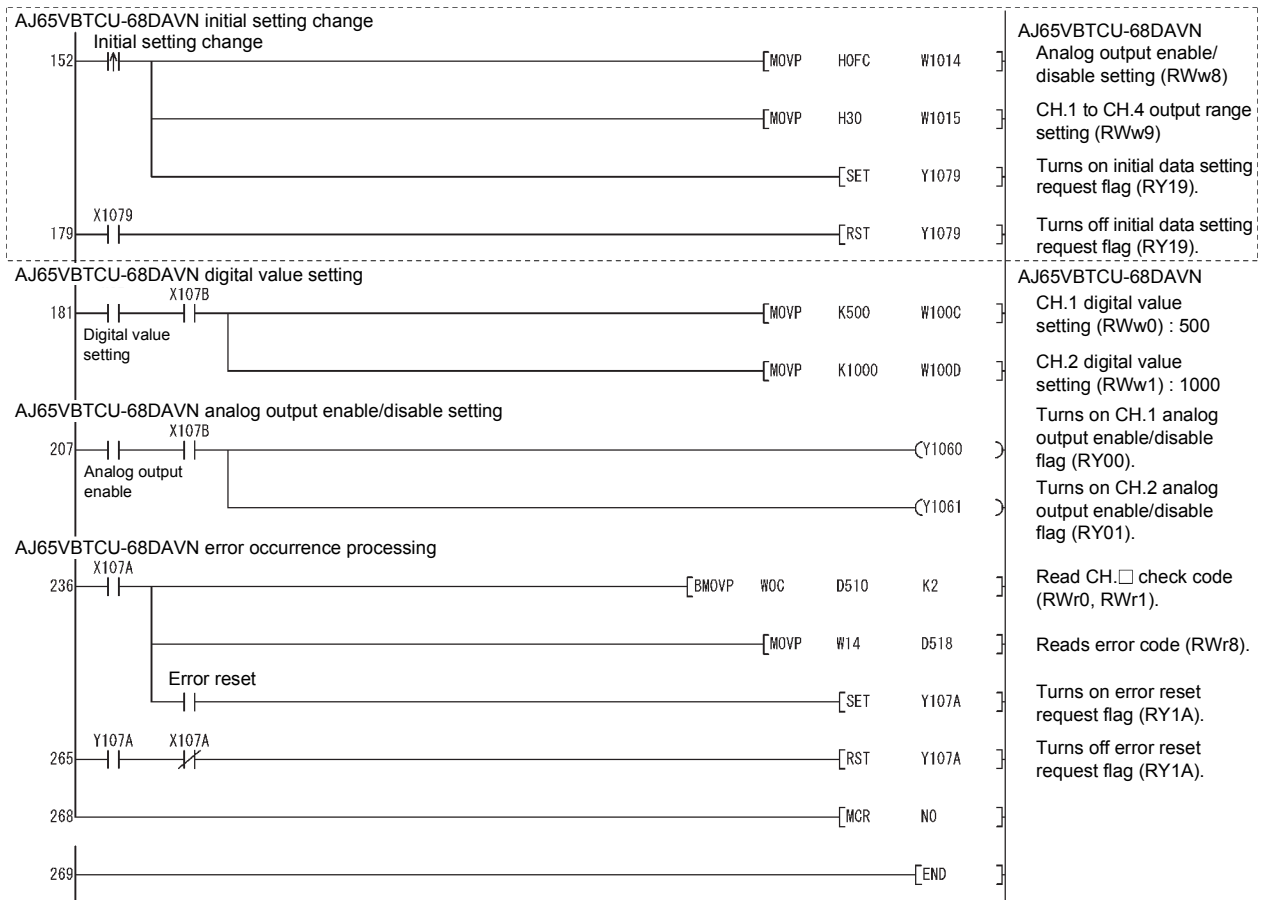 AJ65VBTCU-68DAVN initial setting change
Initial setting change
152
MOVP H0FC W1014
AJ65VBTCU-68DAVN
Analog output enable/
disable setting (RWw8)
MOVP H30 W1015
CH.1 to CH.4 output range
setting (RWw9)
SET Y1079
Turns on initial data setting
request flag (RY19).
X1079
179
RST Y1079
Turns off initial data setting
request flag (RY19).
AJ65VBTCU-68DAVN digital value setting
AJ65VBTCU-68DAVN
X107B
181
Digital value
setting
MOVP K500 W100C
CH.1 digital value
setting (RWw0) : 500
MOVP K1000 W100D
CH.2 digital value
setting (RWw1) : 1000
AJ65VBTCU-68DAVN analog output enable/disable setting
X107B
207
Analog output
enable
Y1060
Turns on CH.1 analog
output enable/disable
flag (RY00).
Y1061
Turns on CH.2 analog
output enable/disable
flag (RY01).
AJ65VBTCU-68DAVN error occurrence processing
X107A
236
BMOVP W0C D510 K2
Read CH.□ check code
(RWr0, RWr1).
MOVP W14 D518
Reads error code (RWr8).
Error reset
SET Y107A
Turns on error reset
request flag (RY1A).
Y107A X107A
265
RST Y107A
Turns off error reset
request flag (RY1A).
268
MCR N0
269
END